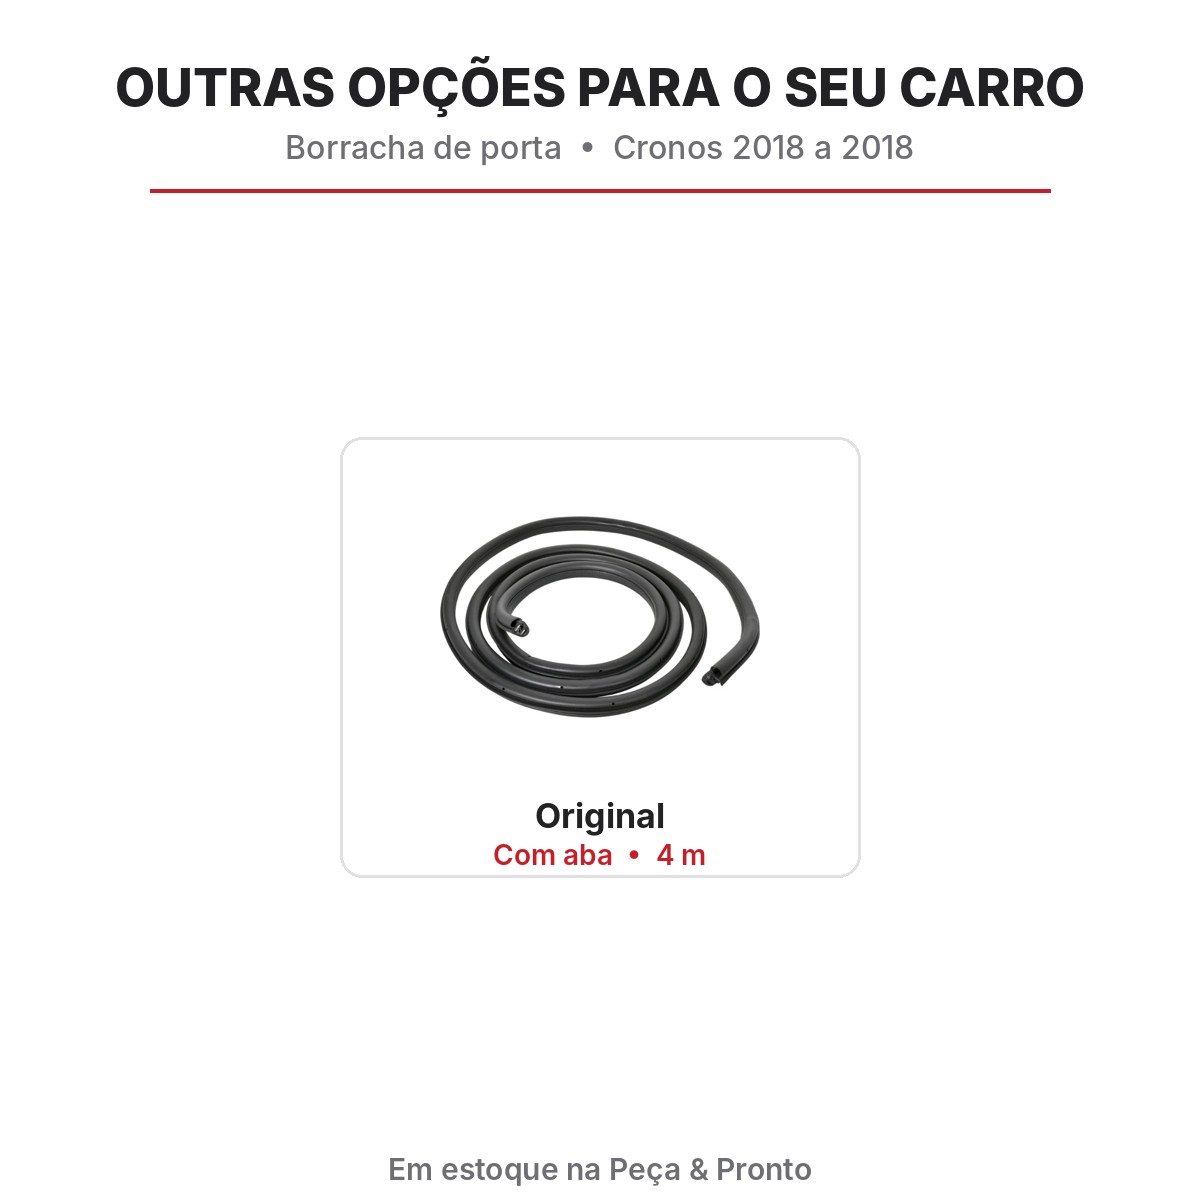 OUTRAS OPÇÕES PARA O SEU CARRO
Borracha de porta • Cronos 2018 a 2018
Original
Com aba • 4 m
Em estoque na Peça & Pronto